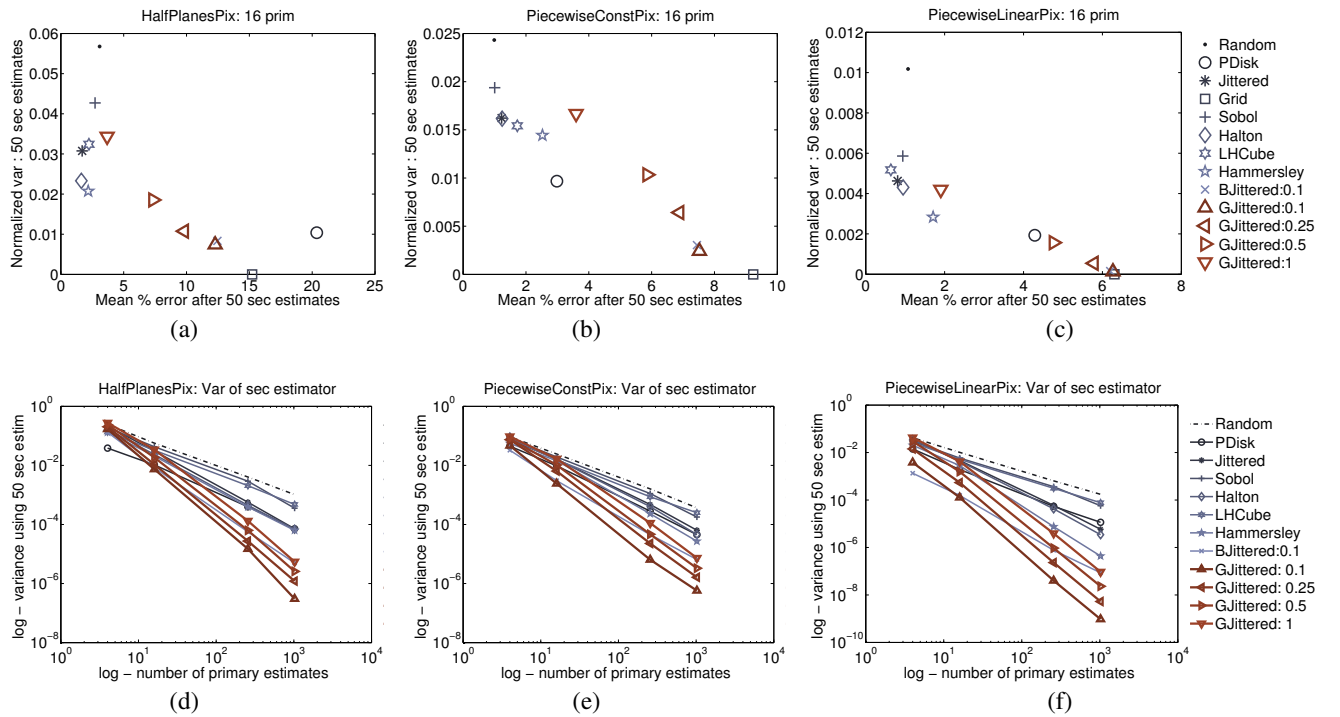 HalfPlanesPix: 16 prim
Normalized var : 50 sec estimates
0.06
0.05
0.04
0.03
0.02
0.01
0
0 5 10 15 20 25
Mean % error after 50 sec estimates
(a)
PiecewiseConstPix: 16 prim
Normalized var : 50 sec estimates
0.025
0.02
0.015
0.01
0.005
0
0 2 4 6 8 10
Mean % error after 50 sec estimates
(b)
PiecewiseLinearPix: 16 prim
Normalized var : 50 sec estimates
0.012
0.01
0.008
0.006
0.004
0.002
0
0 2 4 6 8
Mean % error after 50 sec estimates
(c)
Random
PDisk
Jittered
Grid
Sobol
Halton
LHCube
Hammersley
BJittered:0.1
GJittered:0.1
GJittered:0.25
GJittered:0.5
GJittered:1
HalfPlanesPix: Var of sec estimator
log − variance using 50 sec estim
10^0
10^−2
10^−4
10^−6
10^−8
10^0 10^1 10^2 10^3 10^4
log − number of primary estimates
(d)
PiecewiseConstPix: Var of sec estimator
log − variance using 50 sec estim
10^0
10^−2
10^−4
10^−6
10^−8
10^0 10^1 10^2 10^3 10^4
log − number of primary estimates
(e)
PiecewiseLinearPix: Var of sec estimator
log − variance using 50 sec estim
10^0
10^−2
10^−4
10^−6
10^−8
10^−10
10^0 10^1 10^2 10^3 10^4
log − number of primary estimates
(f)
Random
PDisk
Jittered
Sobol
Halton
LHCube
Hammersley
BJittered:0.1
GJittered: 0.1
GJittered: 0.25
GJittered: 0.5
GJittered: 1